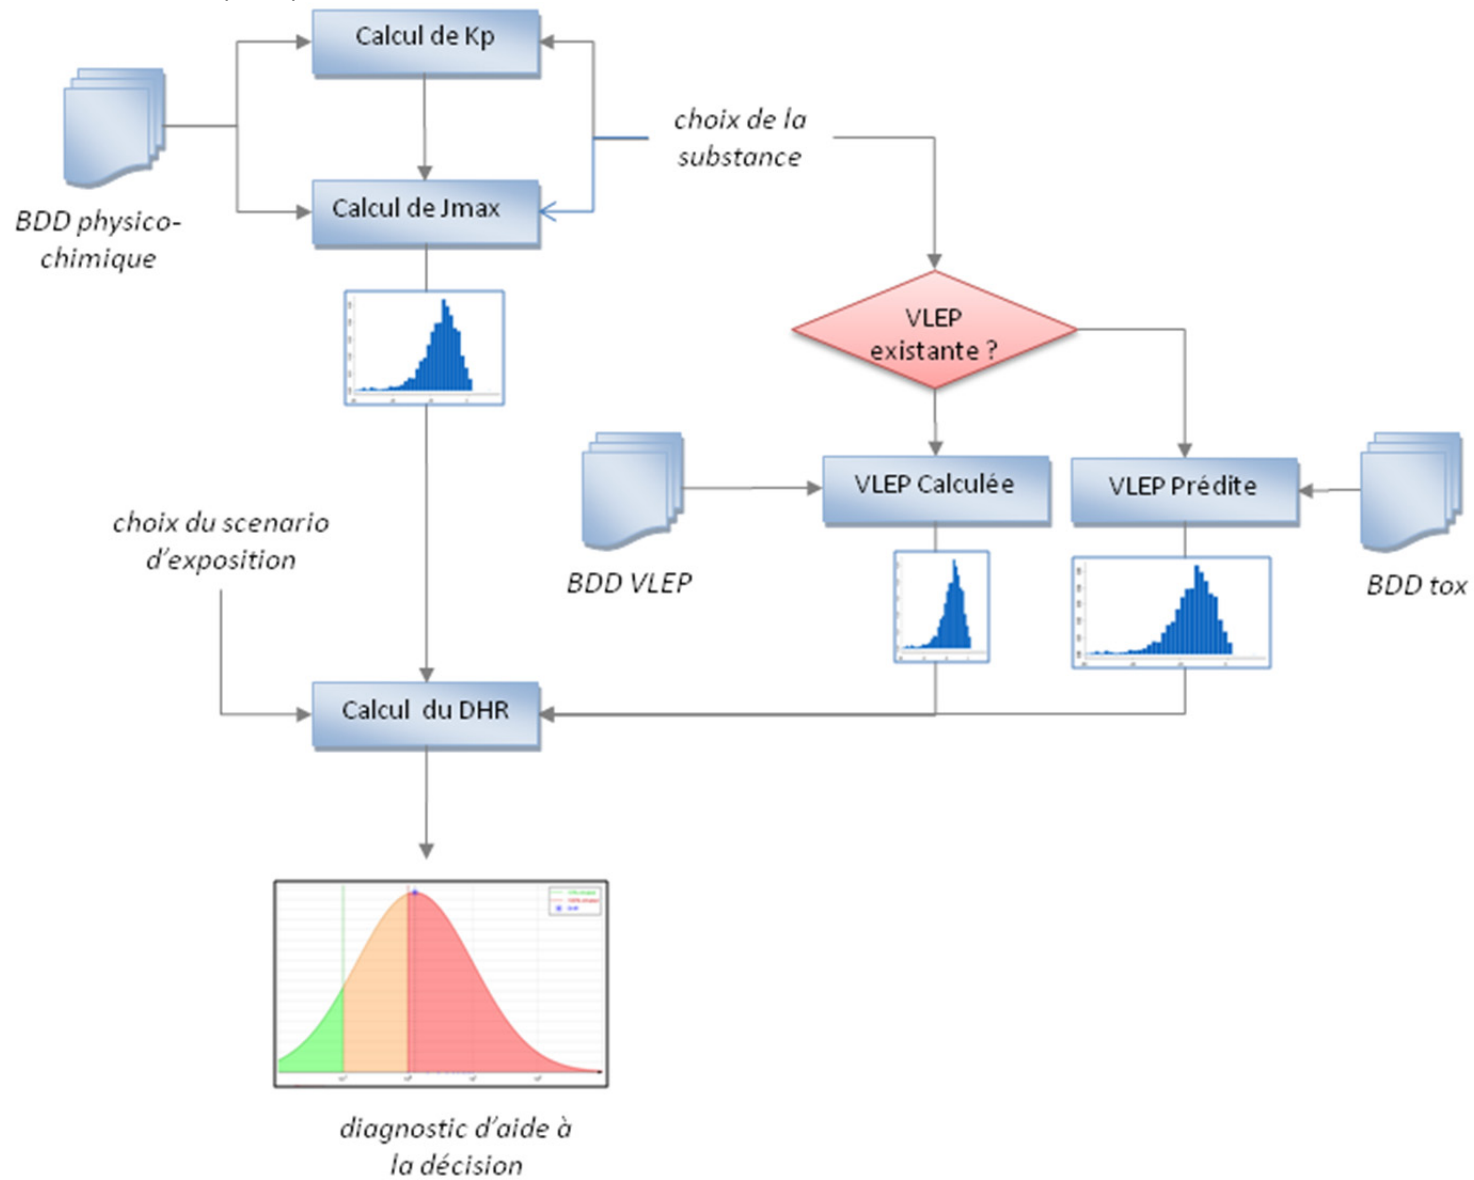 Calcul de Kp
choix de la
substance
Calcul de Jmax
BDD physico-
chimique
VLEP
existante ?
VLEP Calculée
VLEP Prédite
choix du scenario
d'exposition
BDD VLEP
BDD tox
Calcul du DHR
diagnostic d'aide à
la décision